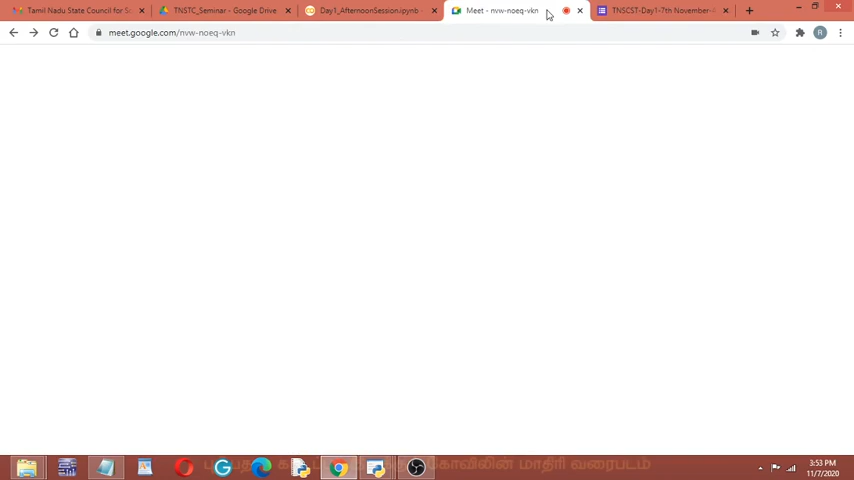 Tamil Nadu State Council for S
TNSTC_Seminar - Google Drive
Day1_AfternoonSession.ipynb -
Meet - nvw-noeq-vkn
TNSCST-Day1-7th November-
meet.google.com/nvw-noeq-vkn
R
கோவிலின் மாதிரி வரைபடம்
3:53 PM
11/7/2020